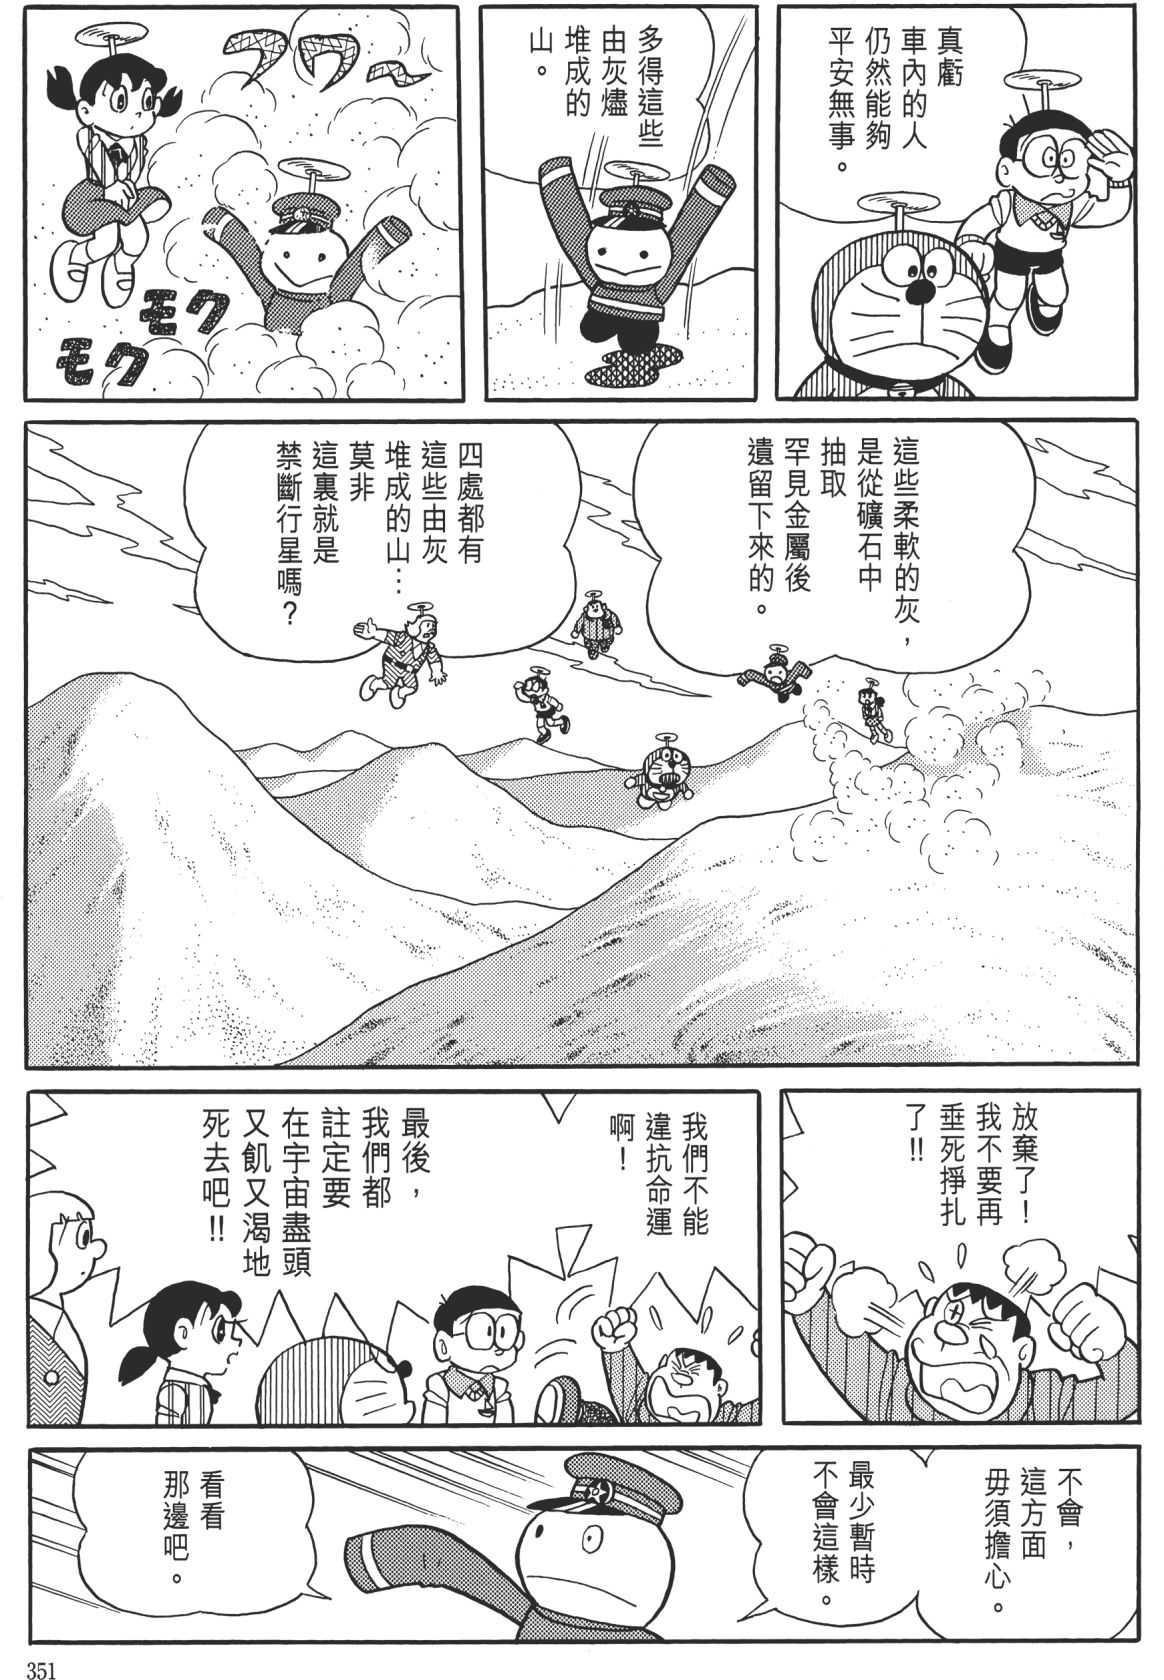 真虧
車內的人
仍然能夠
平安無事。
多得這些
由灰燼
堆成的
山。
フワ～
モク
モク
這些柔軟的灰，
是從礦石中
抽取
罕見金屬後
遺留下來的。
四處都有
這些由灰
堆成的山…
莫非
這裏就是
禁斷行星嗎？
放棄了！
我不要再
垂死掙扎
了!!
我們不能
違抗命運
啊！
最後，
我們都
註定要
在宇宙盡頭
又飢又渴地
死去吧!!
不會，
這方面
毋須擔心。
最少暫時
不會這樣。
看看
那邊吧。
351